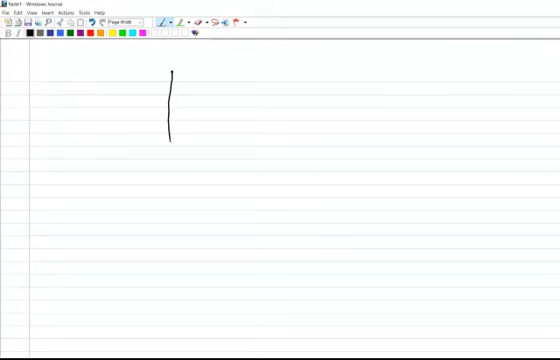 Note1 - Windows Journal
File Edit View Insert Actions Tools Help
Page Width
B I